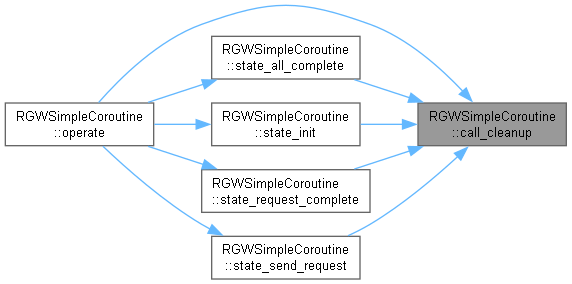 RGWSimpleCoroutine
::operate
RGWSimpleCoroutine
::state_all_complete
RGWSimpleCoroutine
::state_init
RGWSimpleCoroutine
::state_request_complete
RGWSimpleCoroutine
::state_send_request
RGWSimpleCoroutine
::call_cleanup